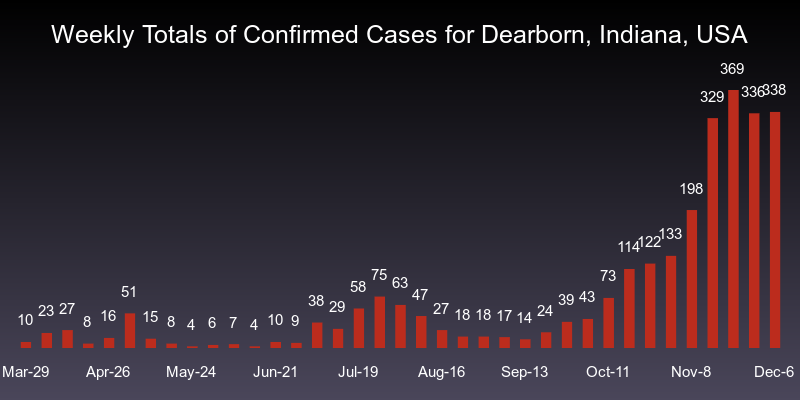 Weekly Totals of Confirmed Cases for Dearborn, Indiana, USA
10 23 27 8 16 51 15 8 4 6 7 4 10 9 38 29 58 75 63 47 27 18 18 17 14 24 39 43 73 114 122 133 198 329 369 336 338
Mar-29 Apr-26 May-24 Jun-21 Jul-19 Aug-16 Sep-13 Oct-11 Nov-8 Dec-6